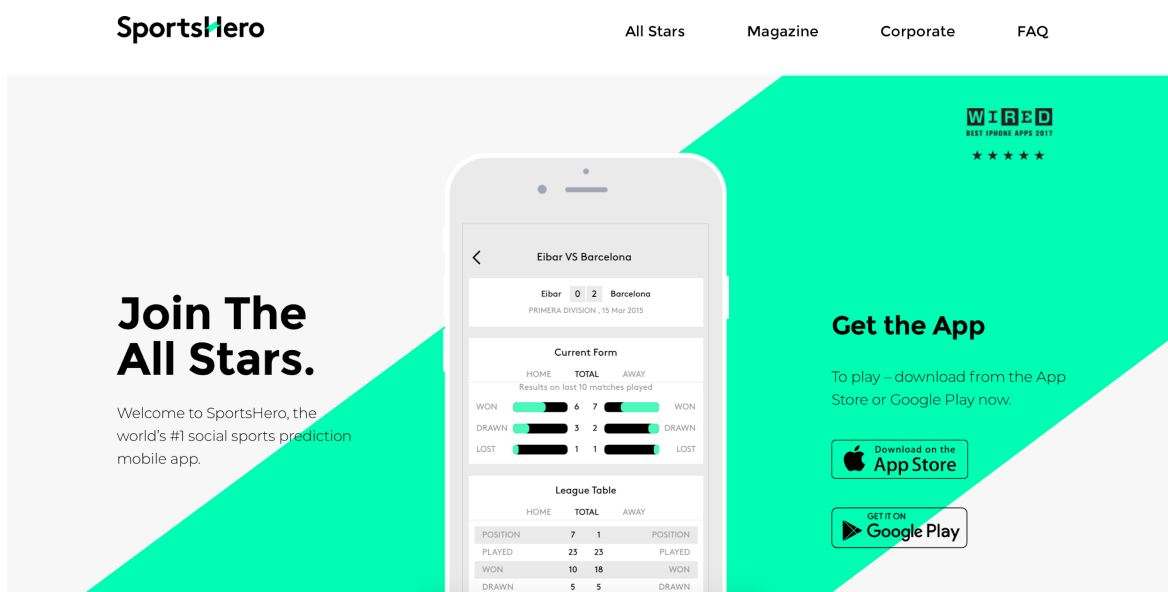 SportsHero
All Stars Magazine Corporate FAQ
WIRED
BEST IPHONE APPS 2017
Join The
All Stars.
Welcome to SportsHero, the
world's #1 social sports prediction
mobile app.
Eibar VS Barcelona
Eibar 0 2 Barcelona
PRIMERA DIVISION , 15 Mar 2015
Current Form
HOME TOTAL AWAY
Results on last 10 matches played
WON 6 7 WON
DRAWN 3 2 DRAWN
LOST 1 1 LOST
League Table
HOME TOTAL AWAY
POSITION 7 1 POSITION
PLAYED 23 23 PLAYED
WON 10 18 WON
DRAWN 5 5 DRAWN
Get the App
To play – download from the App
Store or Google Play now.
Download on the
App Store
GET IT ON
Google Play